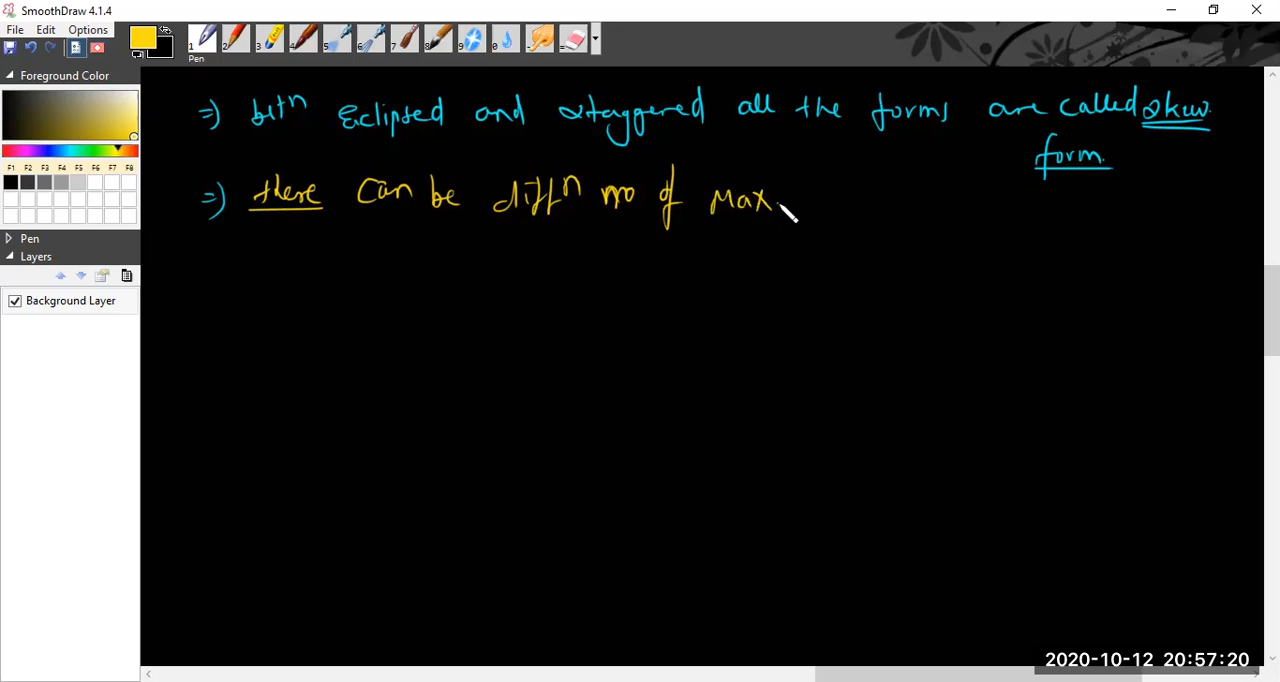 SmoothDraw 4.1.4
File Edit Options
Pen
Foreground Color
F1 F2 F3 F4 F5 F6 F7 F8
Pen
Layers
Background Layer
=) betn Eclipsed and staggered all the forms are called skew
form.
=) there can be diffn no of Max
2020-10-12 20:57:20